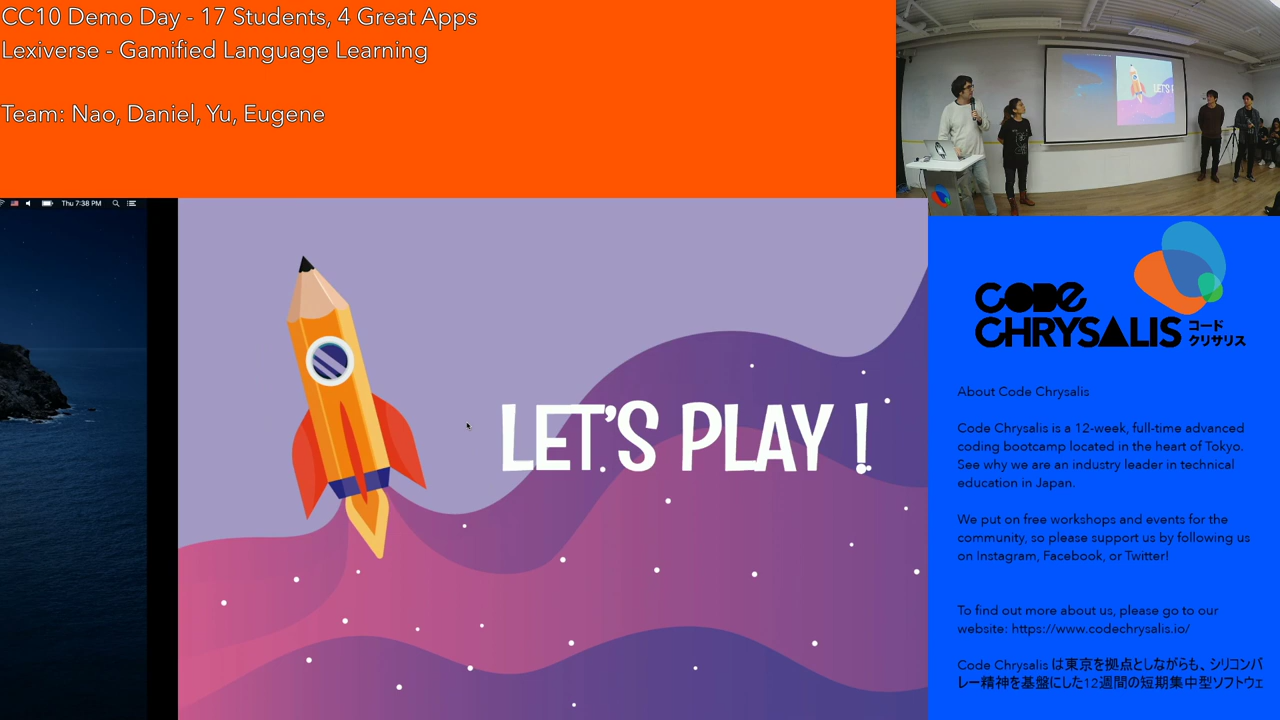 CC10 Demo Day - 17 Students, 4 Great Apps
Lexiverse - Gamified Language Learning
Team: Nao, Daniel, Yu, Eugene
Thu 7:38 PM
LET'S PLAY !
LET'S
CODE
CHRYSALIS
コード
クリサリス
About Code Chrysalis
Code Chrysalis is a 12-week, full-time advanced
coding bootcamp located in the heart of Tokyo.
See why we are an industry leader in technical
education in Japan.
We put on free workshops and events for the
community, so please support us by following us
on Instagram, Facebook, or Twitter!
To find out more about us, please go to our
website: https://www.codechrysalis.io/
Code Chrysalis は東京を拠点としながらも、シリコンバ
レー精神を基盤にした12週間の短期集中型ソフトウェ